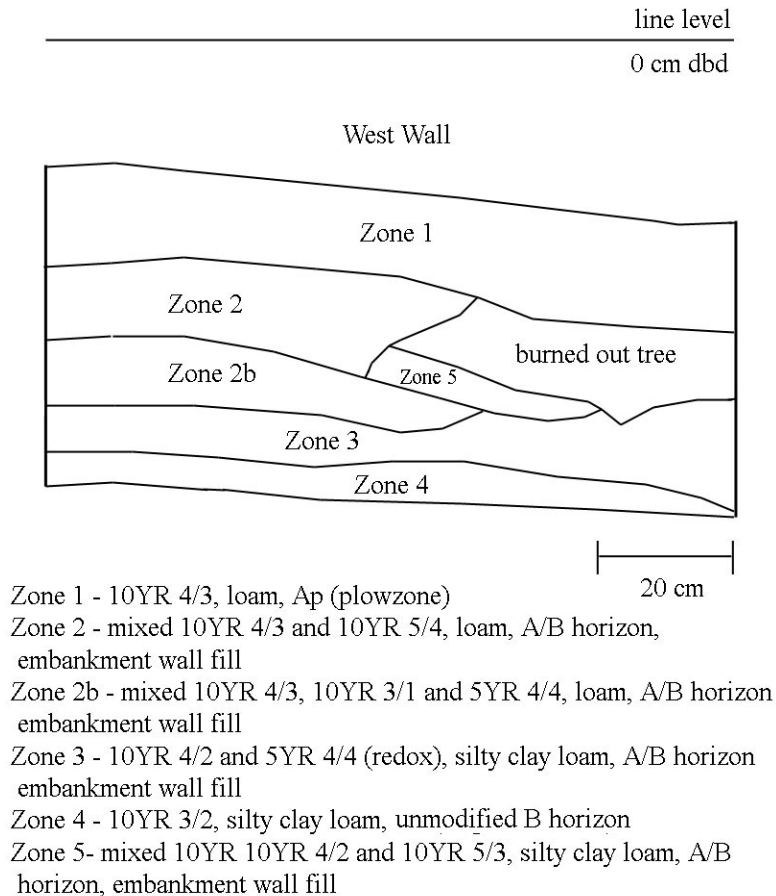 line level
0 cm dbd
West Wall
Zone 1
Zone 2
burned out tree
Zone 2b
Zone 5
Zone 3
Zone 4
20 cm
Zone 1 - 10YR 4/3, loam, Ap (plowzone)
Zone 2 - mixed 10YR 4/3 and 10YR 5/4, loam, A/B horizon,
embankment wall fill
Zone 2b - mixed 10YR 4/3, 10YR 3/1 and 5YR 4/4, loam, A/B horizon
embankment wall fill
Zone 3 - 10YR 4/2 and 5YR 4/4 (redox), silty clay loam, A/B horizon
embankment wall fill
Zone 4 - 10YR 3/2, silty clay loam, unmodified B horizon
Zone 5- mixed 10YR 10YR 4/2 and 10YR 5/3, silty clay loam, A/B
horizon, embankment wall fill